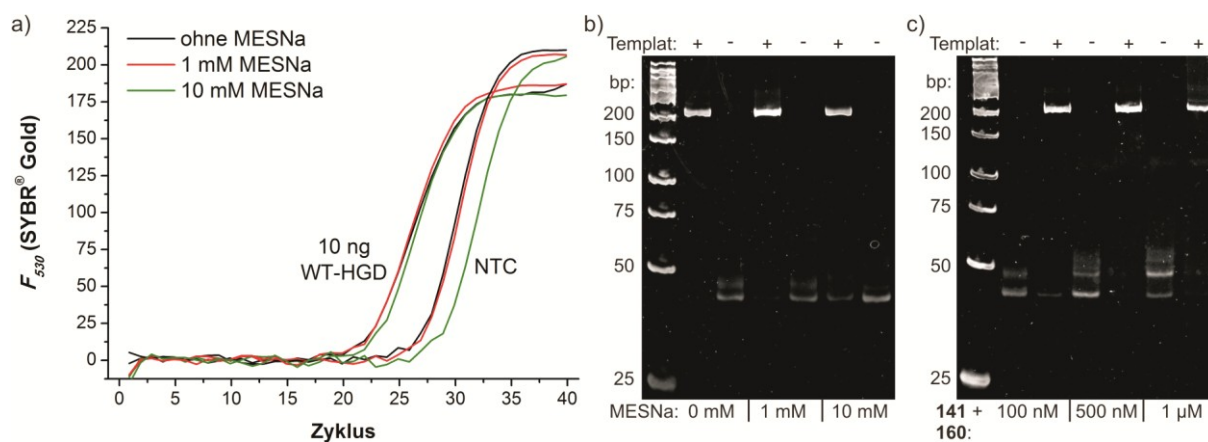 a)
225
200
175
150
125
100
75
50
25
0
F530 (SYBR® Gold)
ohne MESNa
1 mM MESNa
10 mM MESNa
10 ng
WT-HGD
NTC
0 5 10 15 20 25 30 35 40
Zyklus
b)
Templat: + - + - + -
bp:
200
150
100
75
50
25
MESNa: 0 mM 1 mM 10 mM
c)
Templat: - + - + - +
bp:
200
150
100
75
50
25
141 + 100 nM 500 nM 1 µM
160: